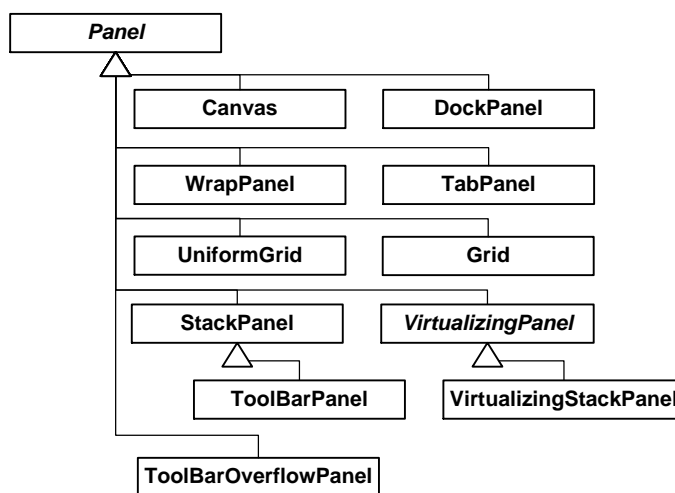 Panel
Canvas
DockPanel
WrapPanel
TabPanel
UniformGrid
Grid
StackPanel
VirtualizingPanel
ToolBarPanel
VirtualizingStackPanel
ToolBarOverflowPanel